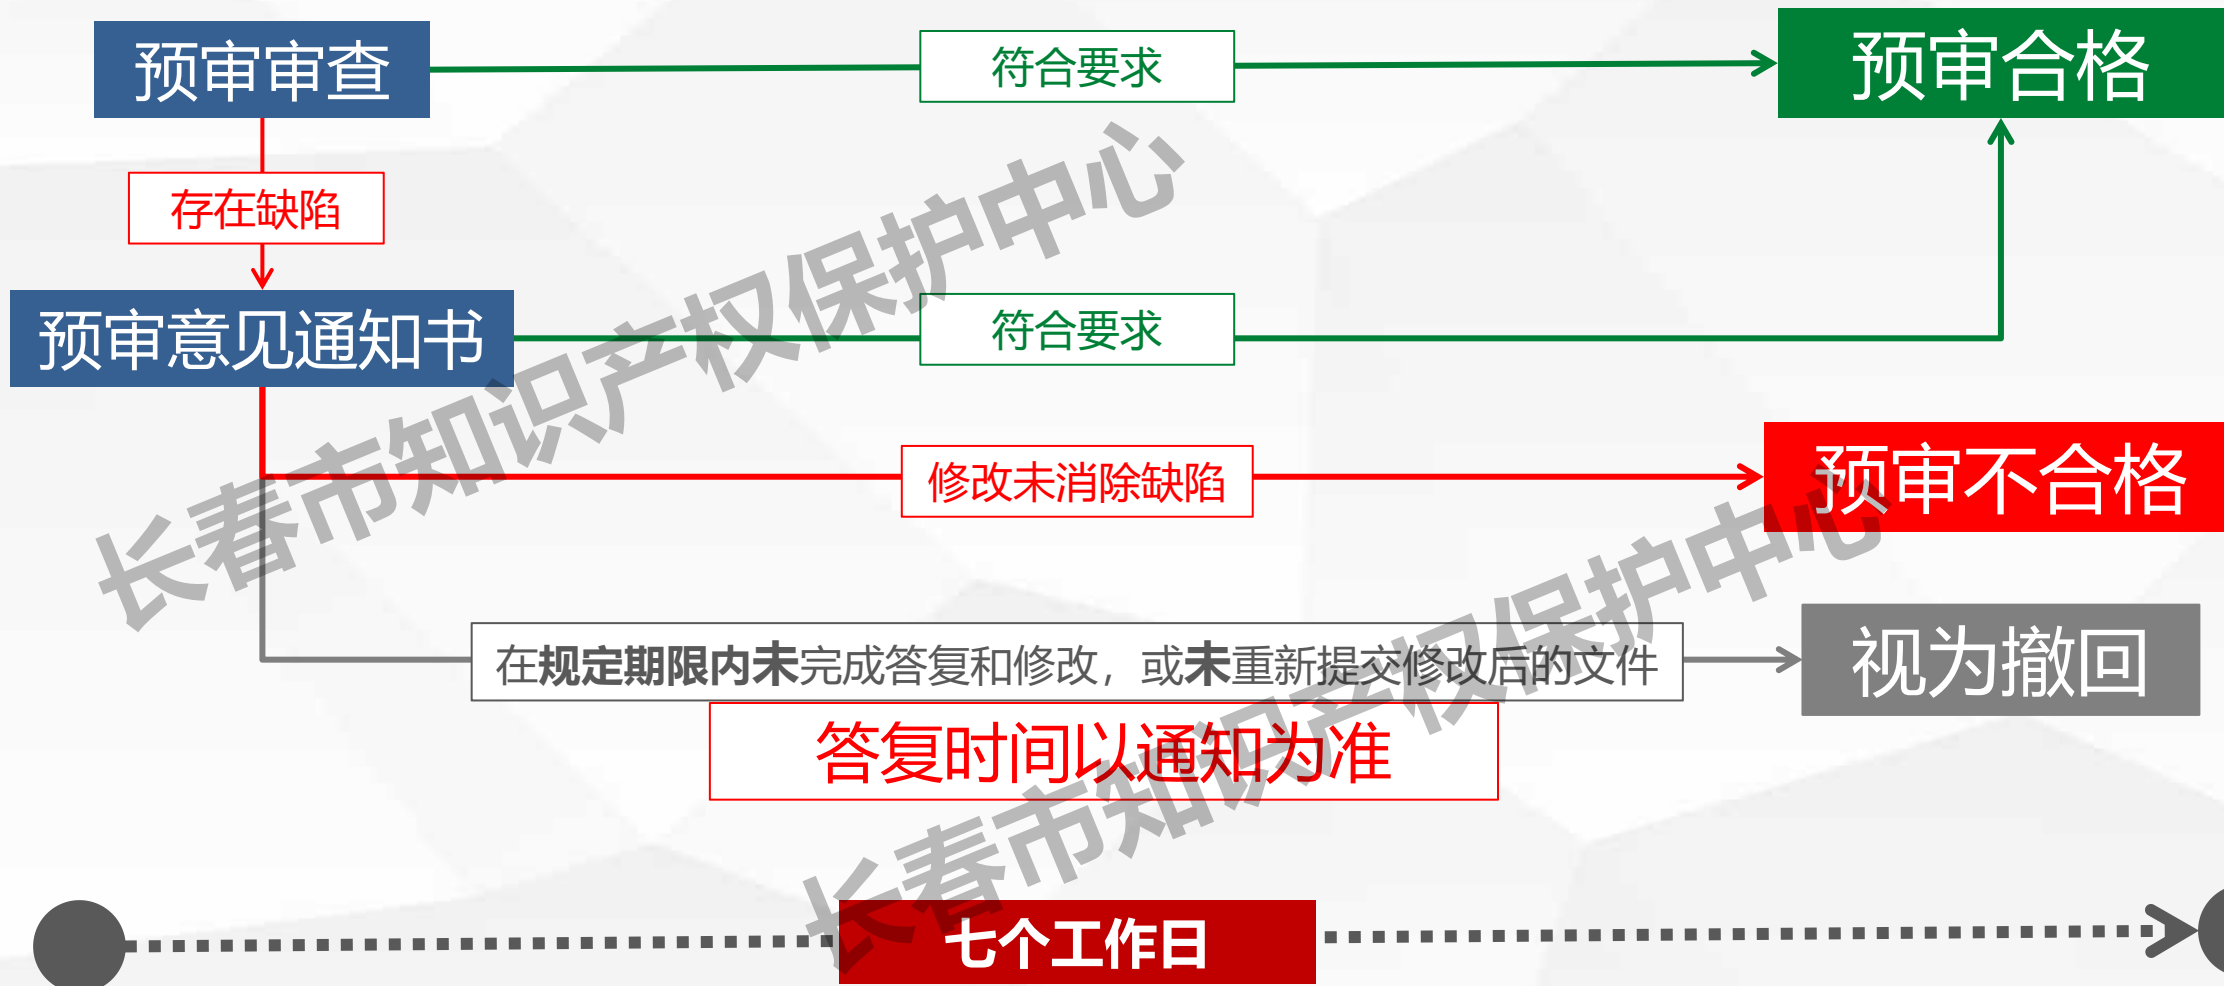 预审审查
符合要求
预审合格
存在缺陷
预审意见通知书
符合要求
修改未消除缺陷
预审不合格
在规定期限内未完成答复和修改，或未重新提交修改后的文件
视为撤回
答复时间以通知为准
七个工作日
长春市知识产权保护中心
长春市知识产权保护中心